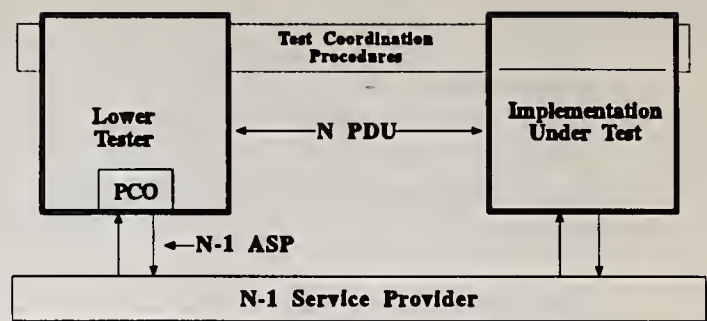 Test Coordination
Procedures
Lower
Tester
N PDU
Implementation
Under Test
PCO
N-1 ASP
N-1 Service Provider